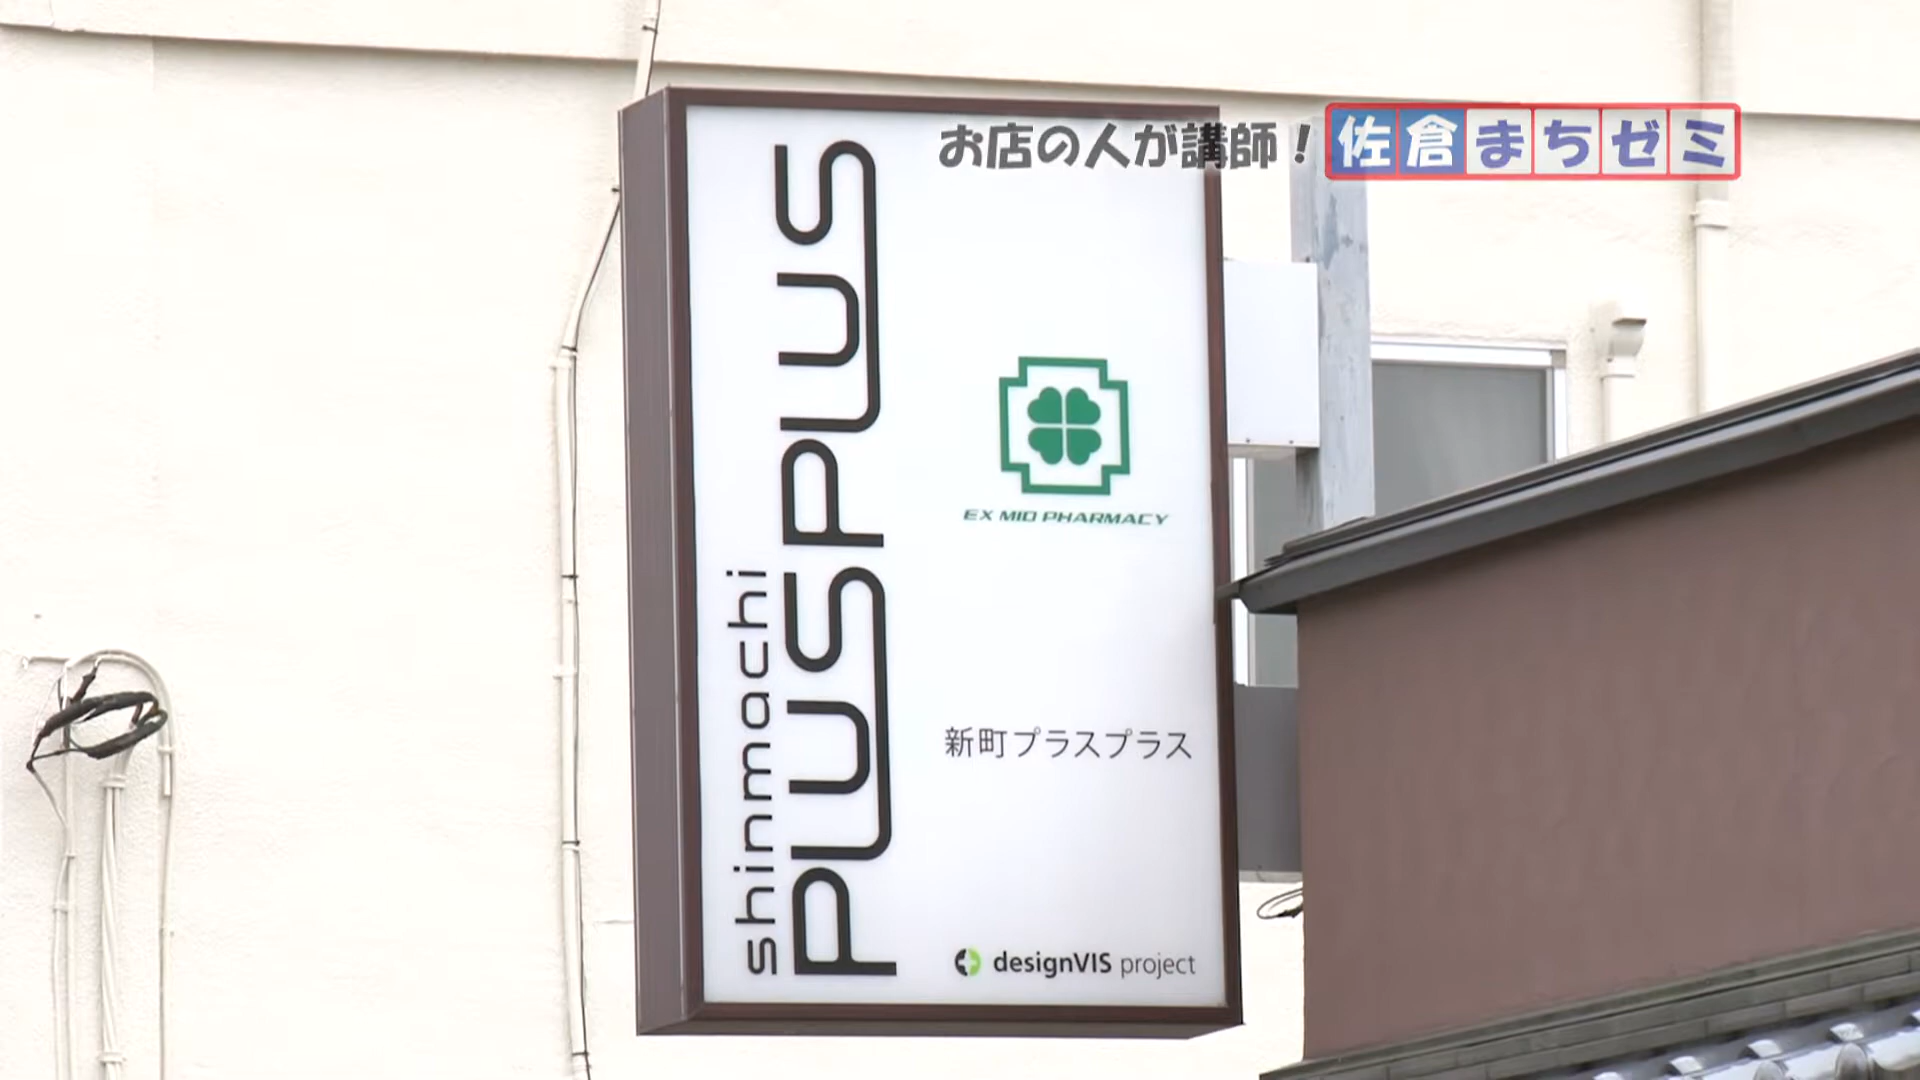 お店の人が講師！佐倉まちゼミ
shinmachi
PLUSPLUS
EX MID PHARMACY
新町プラスプラス
designVIS project